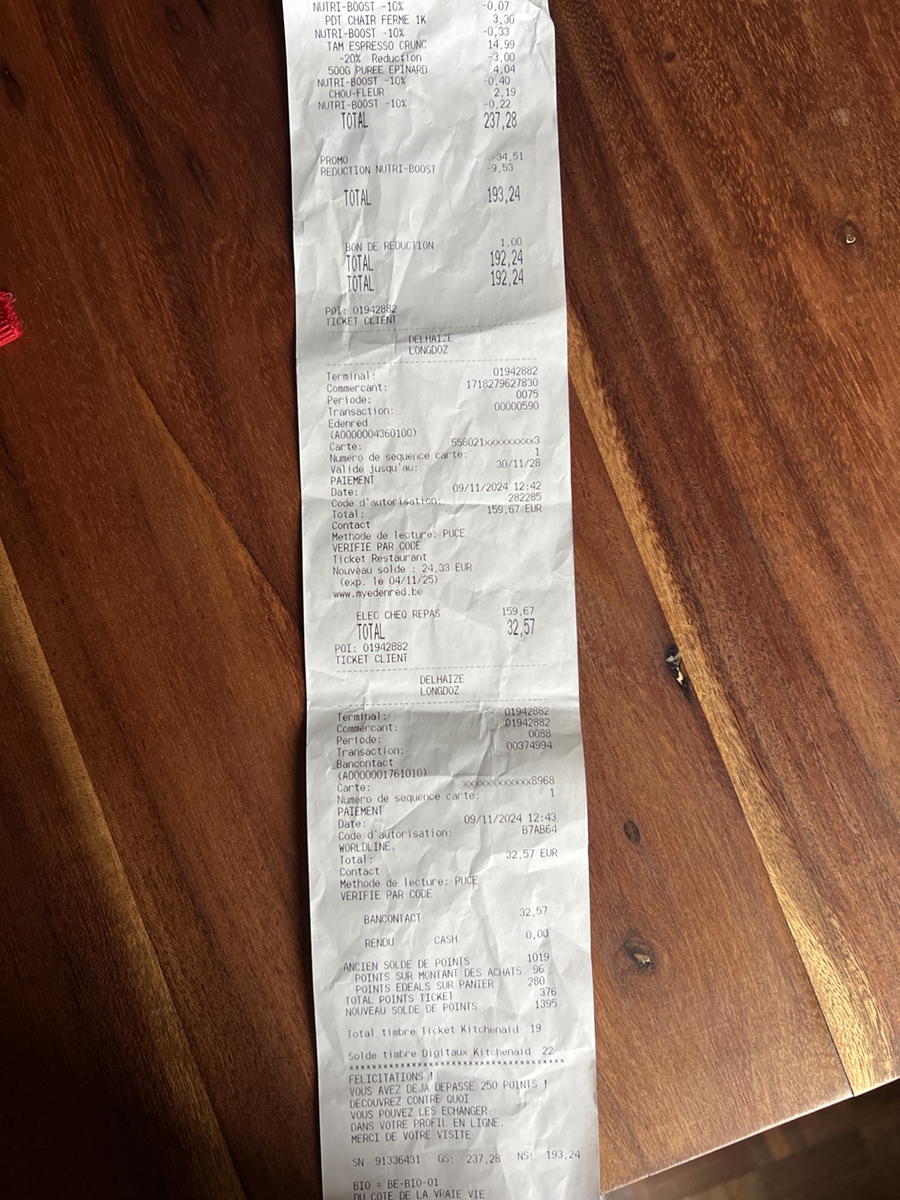 NUTRI-BOOST -10% -0,07
PDT CHAIR FERME 1K 3,30
NUTRI-BOOST -10% -0,33
TAM ESPRESSO CRUNC 14,99
-20% Reduction -3,00
500G PUREE EPINARD 4,04
NUTRI-BOOST -10% -0,40
CHOU-FLEUR 2,19
NUTRI-BOOST -10% -0,22
TOTAL 237,28
PROMO -34,51
REDUCTION NUTRI-BOOST -9,53
TOTAL 193,24
BON DE REDUCTION 1,00
TOTAL 192,24
TOTAL 192,24
POI: 01942882
TICKET CLIENT
DELHAIZE
LONGDOZ
Terminal: 01942882
Commercant: 1718279627830
Periode: 0075
Transaction: 00000590
Edenred
(A0000004360100)
Carte: 558021xxxxxxxxx3
Numero de sequence carte: 1
Valide jusqu'au: 30/11/28
PAIEMENT
Date: 09/11/2024 12:42
Code d'autorisation: 282285
Total: 159,67 EUR
Contact
Methode de lecture: PUCE
VERIFIE PAR CODE
Ticket Restaurant
Nouveau solde : 24,33 EUR
(exp. le 04/11/25)
www.myedenred.be
ELEC CHEQ REPAS 159,67
TOTAL 32,57
POI: 01942882
TICKET CLIENT
DELHAIZE
LONGDOZ
Terminal: 01942882
Commercant: 01942882
Periode: 0088
Transaction: 00374994
Bancontact
(A0000001761010)
Carte: xxxxxxxxxxxx8968
Numero de sequence carte: 1
PAIEMENT
Date: 09/11/2024 12:43
Code d'autorisation: B7AB64
WORLDLINE.
Total: 32,57 EUR
Contact
Methode de lecture: PUCE
VERIFIE PAR CODE
BANCONTACT 32,57
RENDU CASH 0,00
ANCIEN SOLDE DE POINTS 1019
POINTS SUR MONTANT DES ACHATS 96
POINTS EDEALS SUR PANIER 280
TOTAL POINTS TICKET 376
NOUVEAU SOLDE DE POINTS 1395
Total timbre Ticket Kitchenaid 19
Solde timbre Digitaux Kitchenaid 22
xxxxxxxxxxxxxxxxxxxxxxxxxxxxxxxxxxxxxx
FELICITATIONS !
VOUS AVEZ DEJA DEPASSE 250 POINTS !
DECOUVREZ CONTRE QUOI
VOUS POUVEZ LES ECHANGER
DANS VOTRE PROFIL EN LIGNE.
MERCI DE VOTRE VISITE
SN 91336431 GS: 237,28 NS: 193,24
BIO = BE-BIO-01
DU COTE DE LA VRAIE VIE